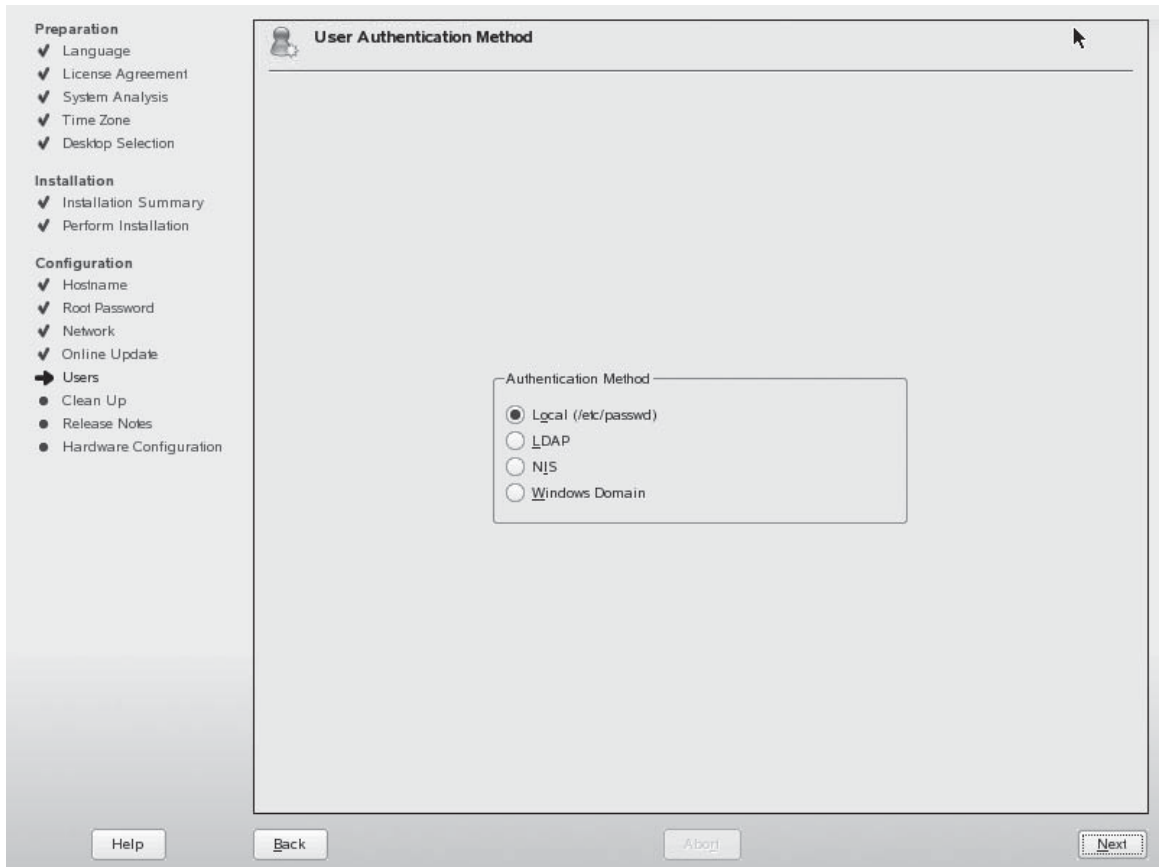 Preparation
Language
License Agreement
System Analysis
Time Zone
Desktop Selection
Installation
Installation Summary
Perform Installation
Configuration
Hostname
Root Password
Network
Online Update
Users
Clean Up
Release Notes
Hardware Configuration
User Authentication Method
Authentication Method
Local (/etc/passwd)
LDAP
NIS
Windows Domain
Help
Back
Abort
Next